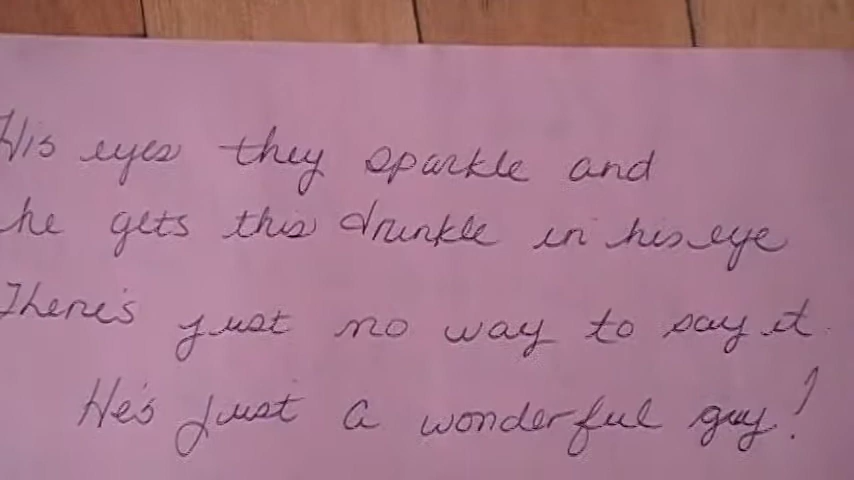 His eyes they sparkle and
he gets this drinkle in his eye
There's just no way to say it.
He's just a wonderful guy!